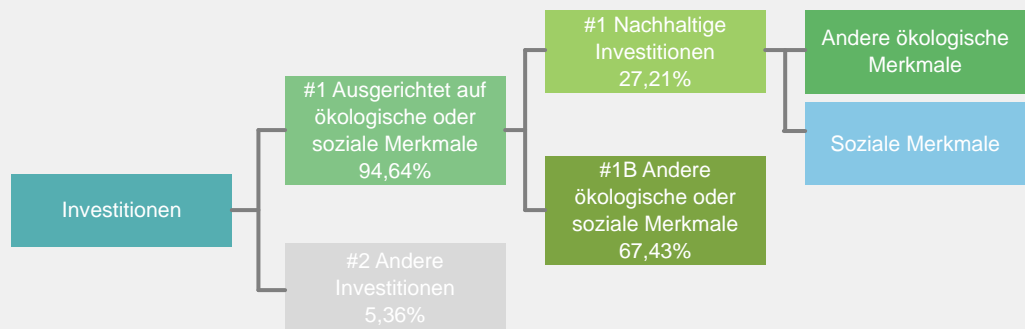 Investitionen
#1 Ausgerichtet auf
ökologische oder
soziale Merkmale
94,64%
#2 Andere
Investitionen
5,36%
#1 Nachhaltige
Investitionen
27,21%
#1B Andere
ökologische oder
soziale Merkmale
67,43%
Andere ökologische
Merkmale
Soziale Merkmale